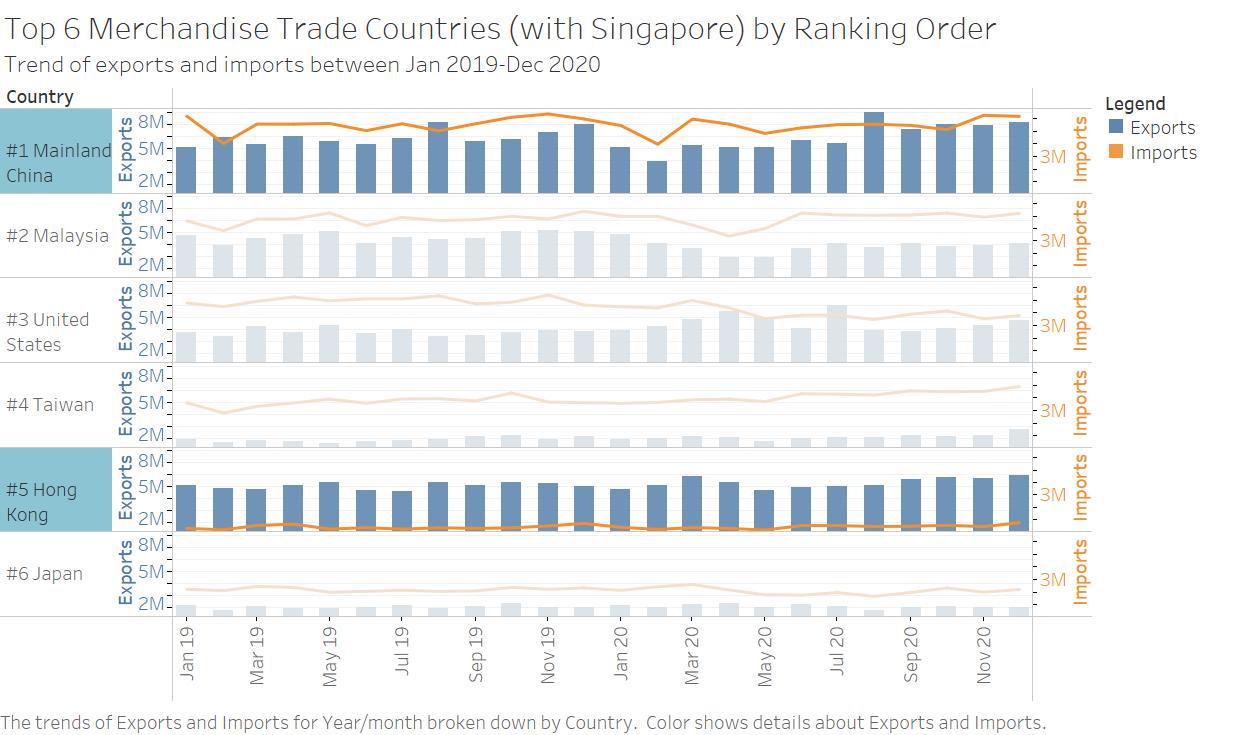 Top 6 Merchandise Trade Countries (with Singapore) by Ranking Order
Trend of exports and imports between Jan 2019-Dec 2020
Country
Legend
Exports
Imports
#1 Mainland
China
Exports
8M
5M
2M
3M
Imports
#2 Malaysia
Exports
8M
5M
2M
3M
Imports
#3 United
States
Exports
8M
5M
2M
3M
Imports
#4 Taiwan
Exports
8M
5M
2M
3M
Imports
#5 Hong
Kong
Exports
8M
5M
2M
3M
Imports
#6 Japan
Exports
8M
5M
2M
3M
Imports
Jan 19
Mar 19
May 19
Jul 19
Sep 19
Nov 19
Jan 20
Mar 20
May 20
Jul 20
Sep 20
Nov 20
The trends of Exports and Imports for Year/month broken down by Country.  Color shows details about Exports and Imports.